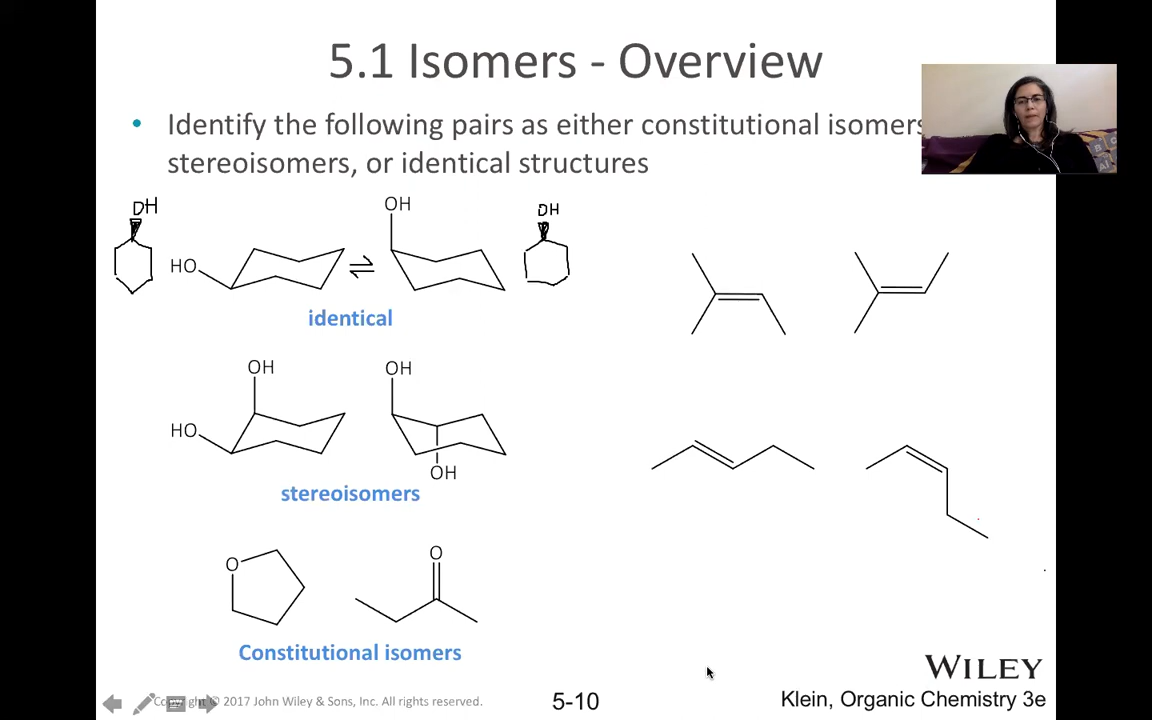 5.1 Isomers - Overview
• Identify the following pairs as either constitutional isomers
stereoisomers, or identical structures
DH
HO
OH
DH
identical
OH
HO
OH
OH
stereoisomers
O
O
Constitutional isomers
WILEY
© 2017 John Wiley & Sons, Inc. All rights reserved.
5-10
Klein, Organic Chemistry 3e